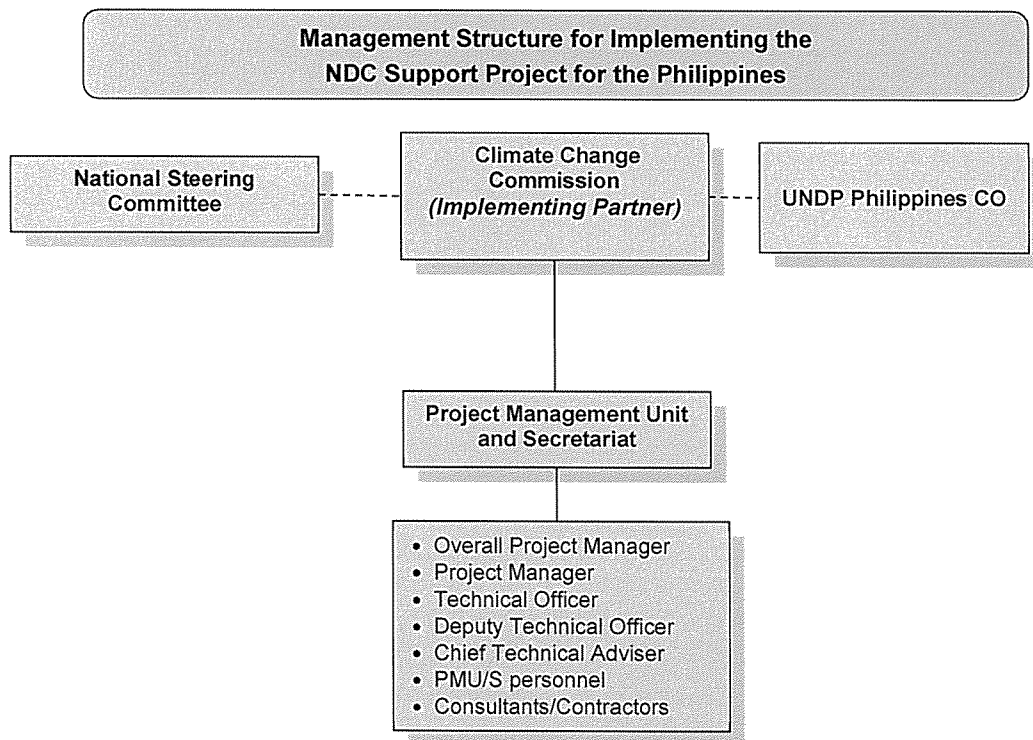 Management Structure for Implementing the
NDC Support Project for the Philippines
National Steering
Committee
Climate Change
Commission
(Implementing Partner)
UNDP Philippines CO
Project Management Unit
and Secretariat
• Overall Project Manager
• Project Manager
• Technical Officer
• Deputy Technical Officer
• Chief Technical Adviser
• PMU/S personnel
• Consultants/Contractors